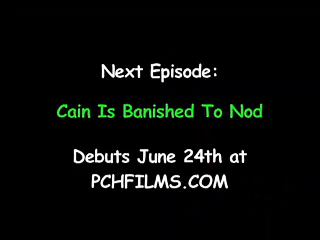 Next Episode:
Cain Is Banished To Nod
Debuts June 24th at
PCHFILMS.COM